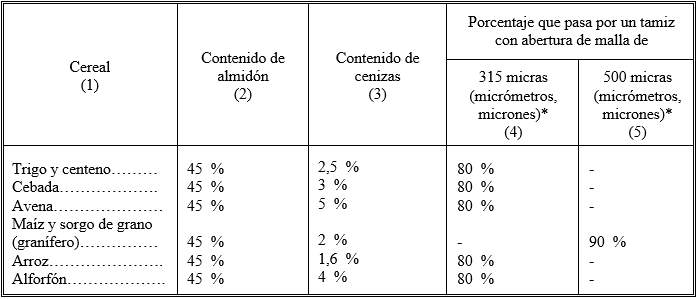 Cereal
(1)
Contenido de
almidón
(2)
Contenido de
cenizas
(3)
Porcentaje que pasa por un tamiz
con abertura de malla de
315 micras
(micrómetros,
micrones)*
(4)
500 micras
(micrómetros,
micrones)*
(5)
Trigo y centeno……… 45 % 2,5 % 80 % -
Cebada………………. 45 % 3 % 80 % -
Avena………………… 45 % 5 % 80 % -
Maíz y sorgo de grano
(granífero)…………… 45 % 2 % - 90 %
Arroz…………………. 45 % 1,6 % 80 % -
Alforfón………………. 45 % 4 % 80 % -